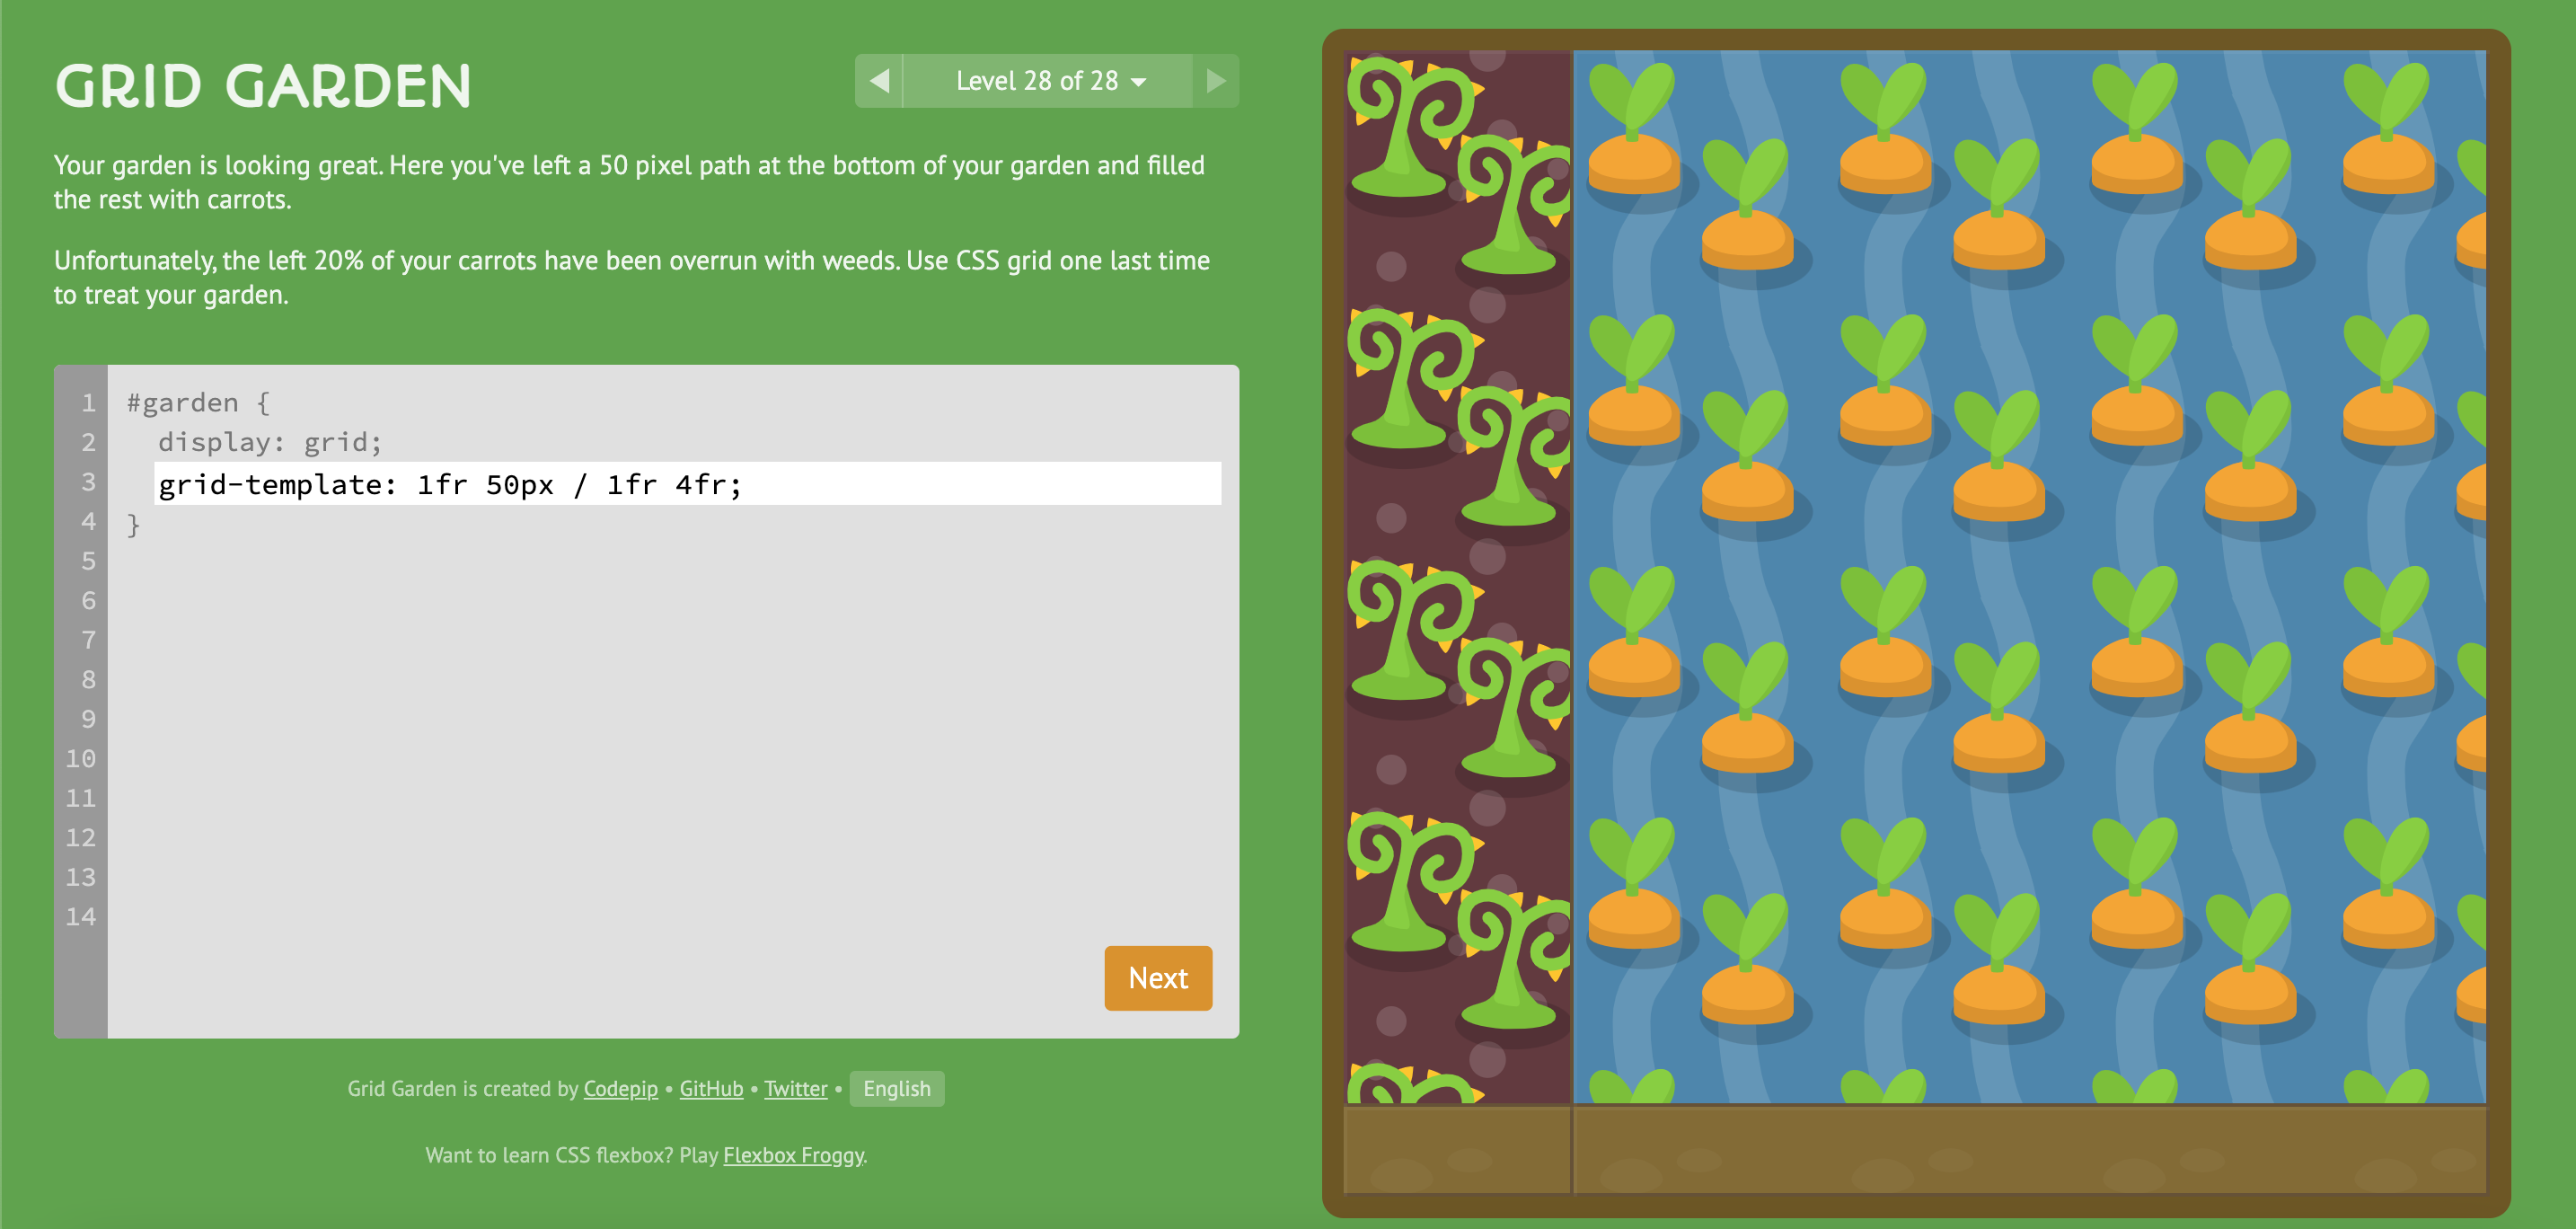 GRID GARDEN
Level 28 of 28
Your garden is looking great. Here you've left a 50 pixel path at the bottom of your garden and filled
the rest with carrots.
Unfortunately, the left 20% of your carrots have been overrun with weeds. Use CSS grid one last time
to treat your garden.
1 #garden {
2 display: grid;
3 grid-template: 1fr 50px / 1fr 4fr;
4 }
5
6
7
8
9
10
11
12
13
14
Next
Grid Garden is created by Codepip • GitHub • Twitter • English
Want to learn CSS flexbox? Play Flexbox Froggy.